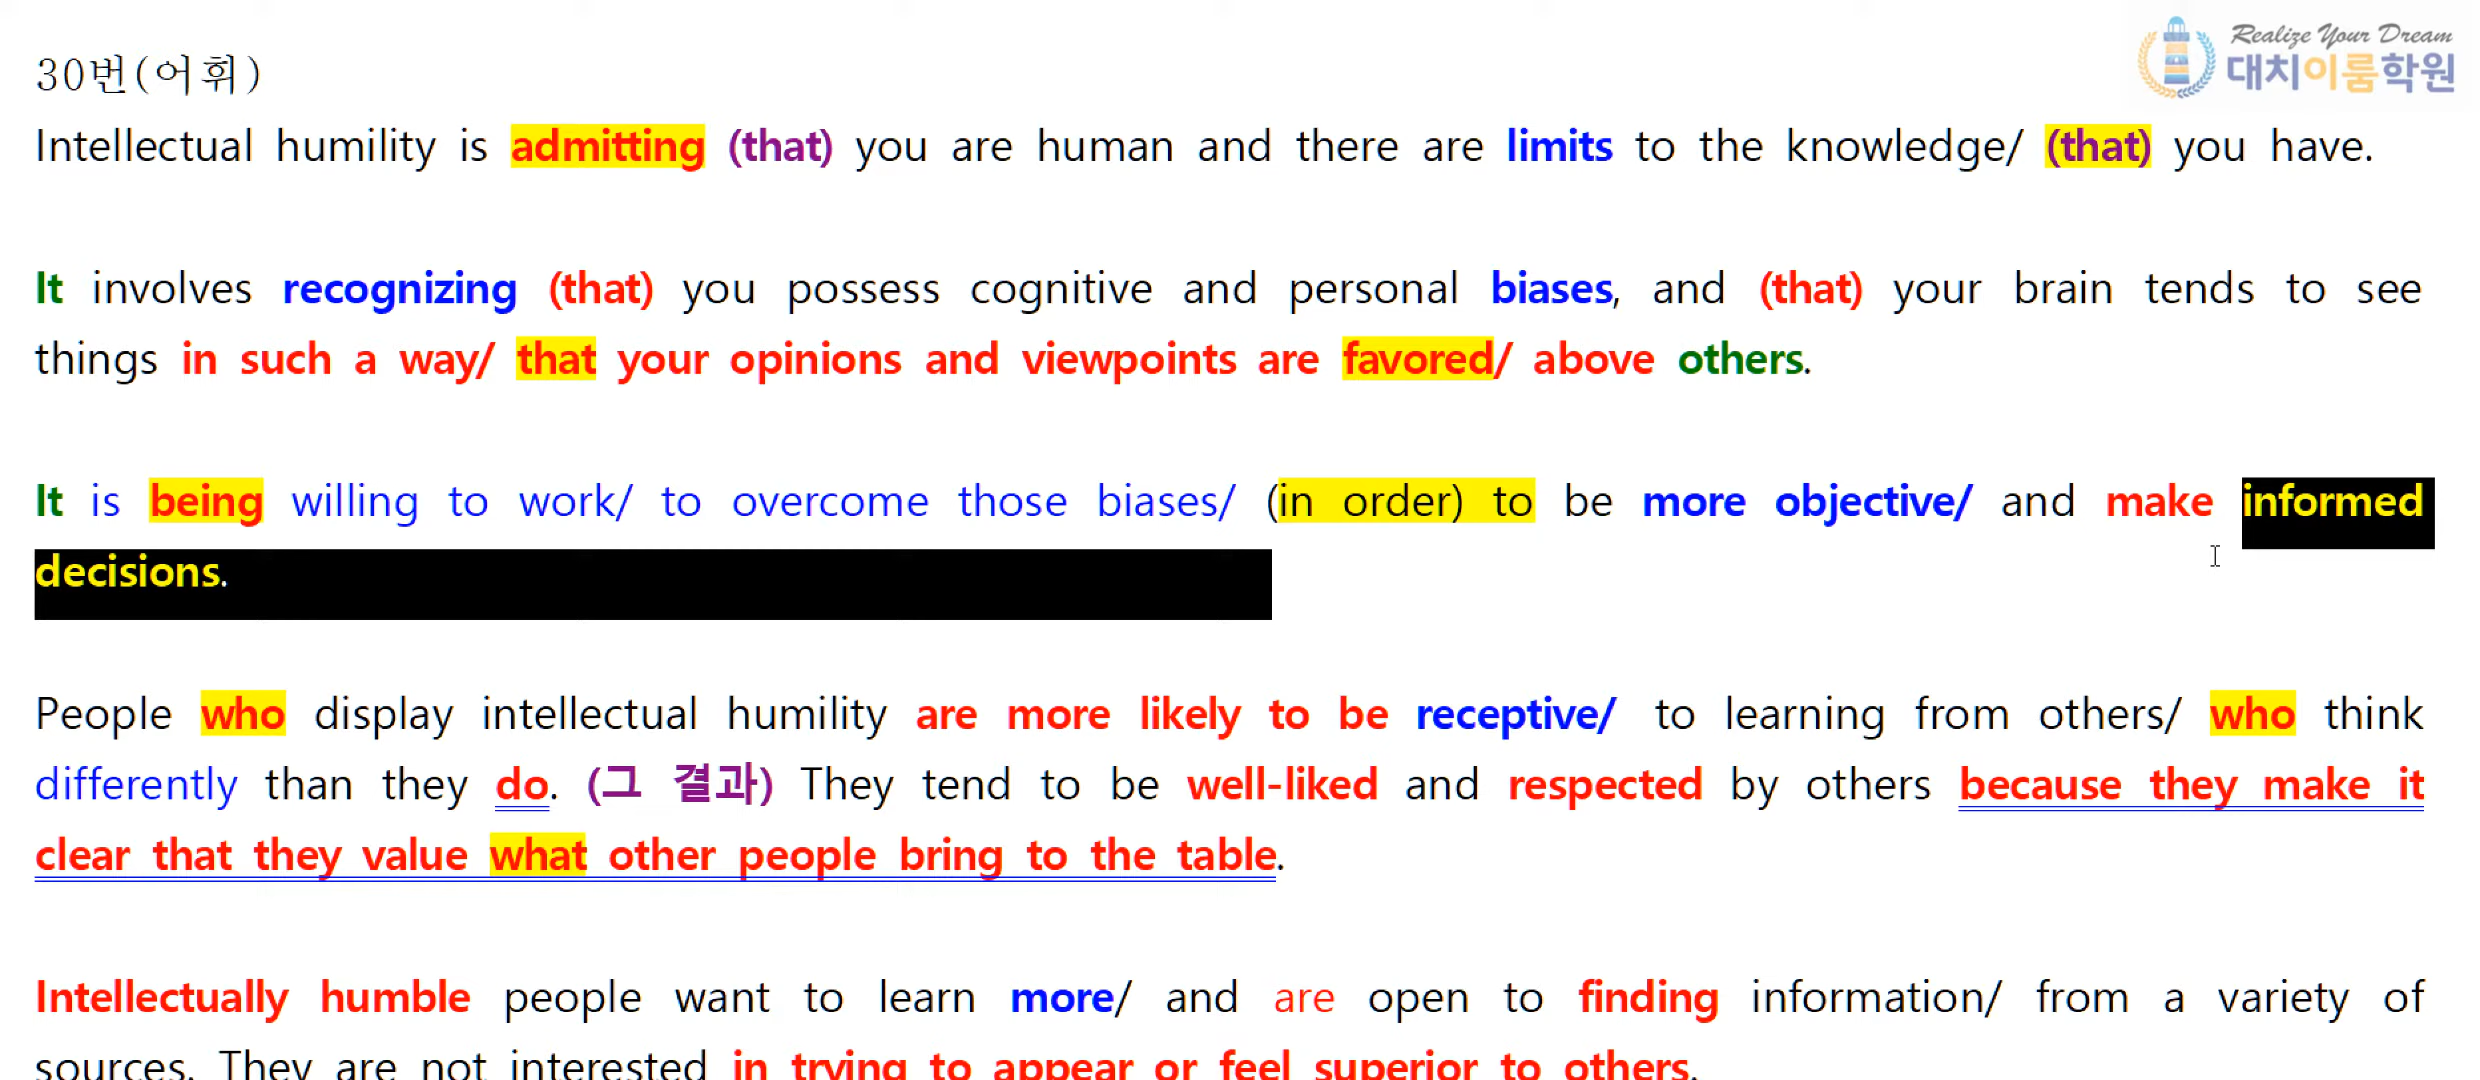 Realize Your Dream
대치이룸학원
30번(어휘)
Intellectual humility is admitting (that) you are human and there are limits to the knowledge/ (that) you have.
It involves recognizing (that) you possess cognitive and personal biases, and (that) your brain tends to see
things in such a way/ that your opinions and viewpoints are favored/ above others.
It is being willing to work/ to overcome those biases/ (in order) to be more objective/ and make informed
decisions.
People who display intellectual humility are more likely to be receptive/ to learning from others/ who think
differently than they do. (그 결과) They tend to be well-liked and respected by others because they make it
clear that they value what other people bring to the table.
Intellectually humble people want to learn more/ and are open to finding information/ from a variety of
sources. They are not interested in trying to appear or feel superior to others.